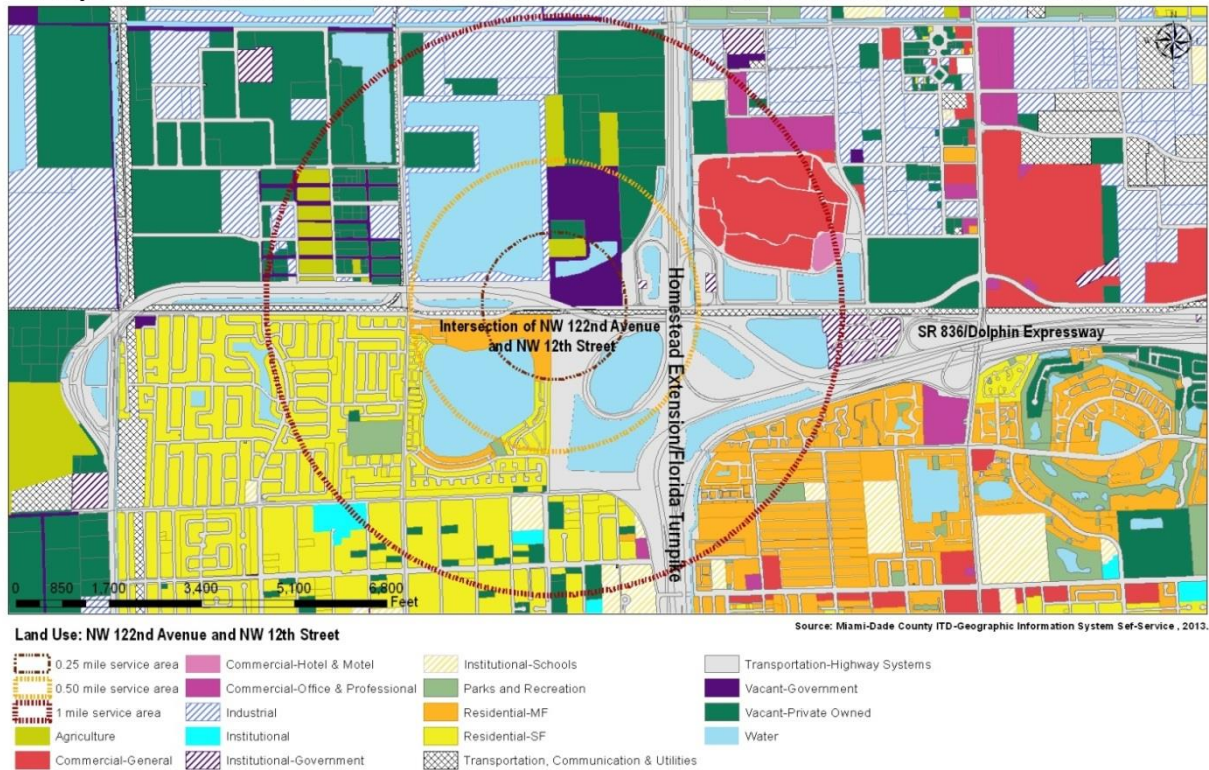 N
Intersection of NW 122nd Avenue
and NW 12th Street
SR 836/Dolphin Expressway
Homestead Extension/Florida Turnpike
0 850 1,700 3,400 5,100 6,800
Feet
Source: Miami-Dade County ITD-Geographic Information System Sef-Service , 2013.
Land Use: NW 122nd Avenue and NW 12th Street
0.25 mile service area
0.50 mile service area
1 mile service area
Agriculture
Commercial-General
Commercial-Hotel & Motel
Commercial-Office & Professional
Industrial
Institutional
Institutional-Government
Institutional-Schools
Parks and Recreation
Residential-MF
Residential-SF
Transportation, Communication & Utilities
Transportation-Highway Systems
Vacant-Government
Vacant-Private Owned
Water